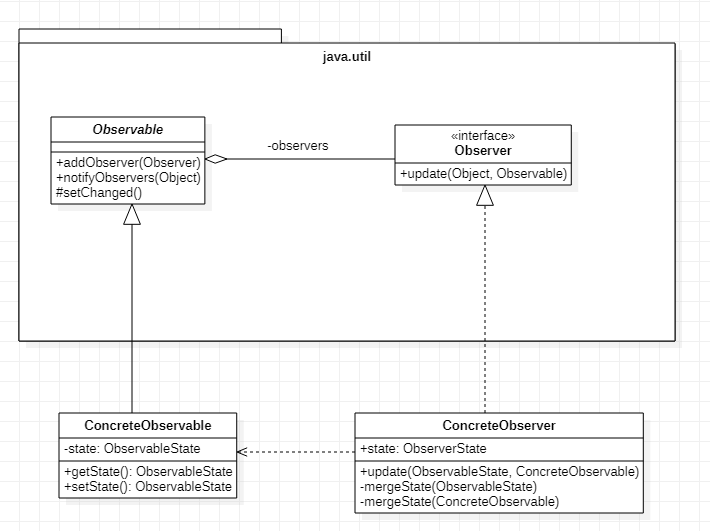 java.util
Observable
+addObserver(Observer)
+notifyObservers(Object)
#setChanged()
-observers
«interface»
Observer
+update(Object, Observable)
ConcreteObservable
-state: ObservableState
+getState(): ObservableState
+setState(): ObservableState
ConcreteObserver
+state: ObserverState
+update(ObservableState, ConcreteObservable)
-mergeState(ObservableState)
-mergeState(ConcreteObservable)